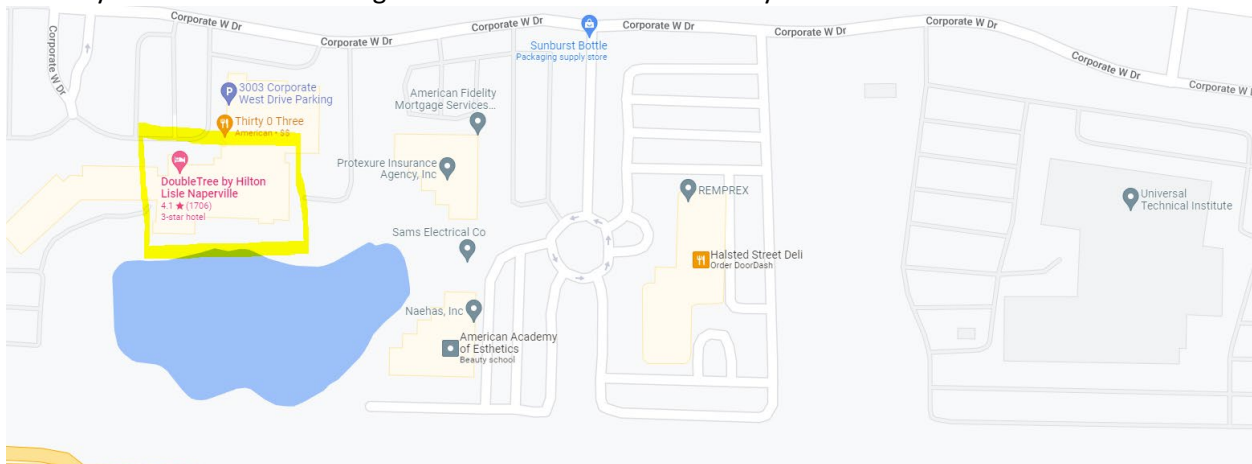 Corporate W Dr
Corporate W Dr
Corporate W Dr
Corporate W Dr
Corporate W Dr
Corporate W Dr
Corporate W Dr
Corporate W Dr
Corporate W D
Sunburst Bottle
Packaging supply store
P
3003 Corporate
West Drive Parking
Thirty 0 Three
American • $$
American Fidelity
Mortgage Services...
Protexure Insurance
Agency, Inc
DoubleTree by Hilton
Lisle Naperville
4.1 ★ (1706)
3-star hotel
REMPREX
Universal
Technical Institute
Sams Electrical Co
Halsted Street Deli
Order DoorDash
Naehas, Inc
American Academy
of Esthetics
Beauty school